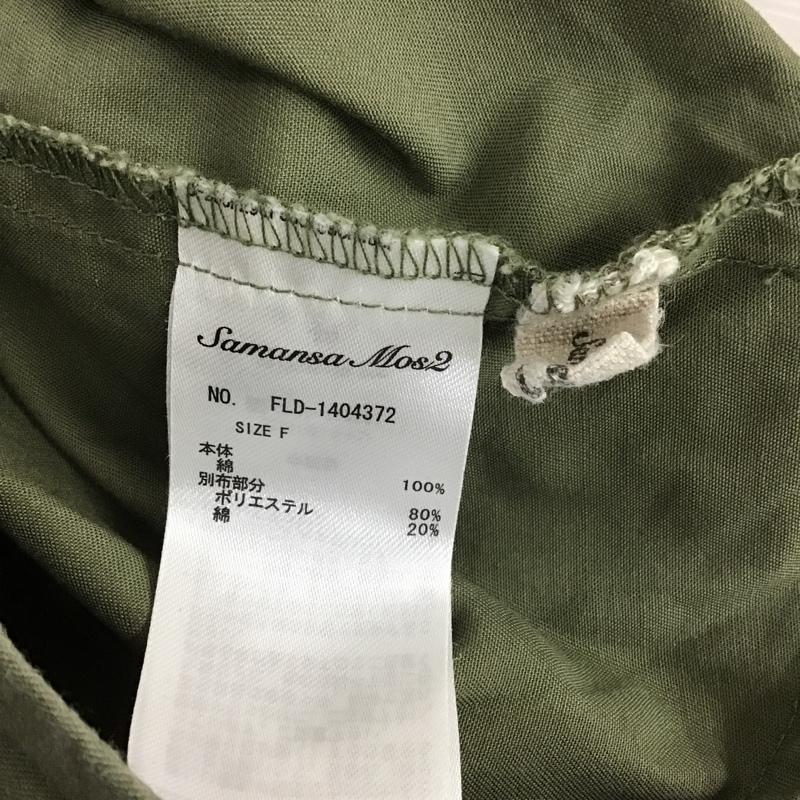 Samansa Mos2
NO. FLD-1404372
SIZE F
本体
綿 100%
別布部分
ポリエステル 80%
綿 20%